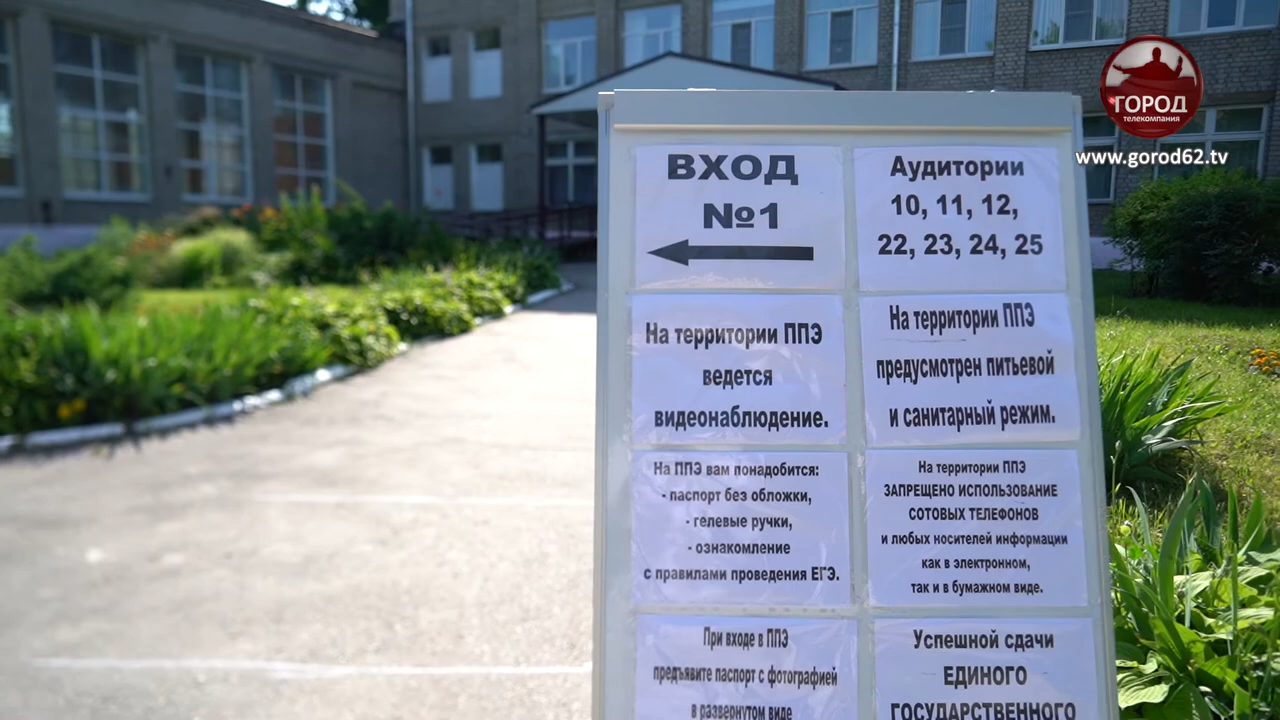 ГОРОД
телекомпания
www.gorod62.tv
ВХОД
№1
Аудитории
10, 11, 12,
22, 23, 24, 25
На территории ППЭ
ведется
видеонаблюдение.
На территории ППЭ
предусмотрен питьевой
и санитарный режим.
На ППЭ вам понадобится:
- паспорт без обложки,
- гелевые ручки,
- ознакомление
с правилами проведения ЕГЭ.
На территории ППЭ
ЗАПРЕЩЕНО ИСПОЛЬЗОВАНИЕ
СОТОВЫХ ТЕЛЕФОНОВ
и любых носителей информации
как в электронном,
так и в бумажном виде.
При входе в ППЭ
предъявите паспорт с фотографией
в развернутом виде
Успешной сдачи
ЕДИНОГО
ГОСУДАРСТВЕННОГО